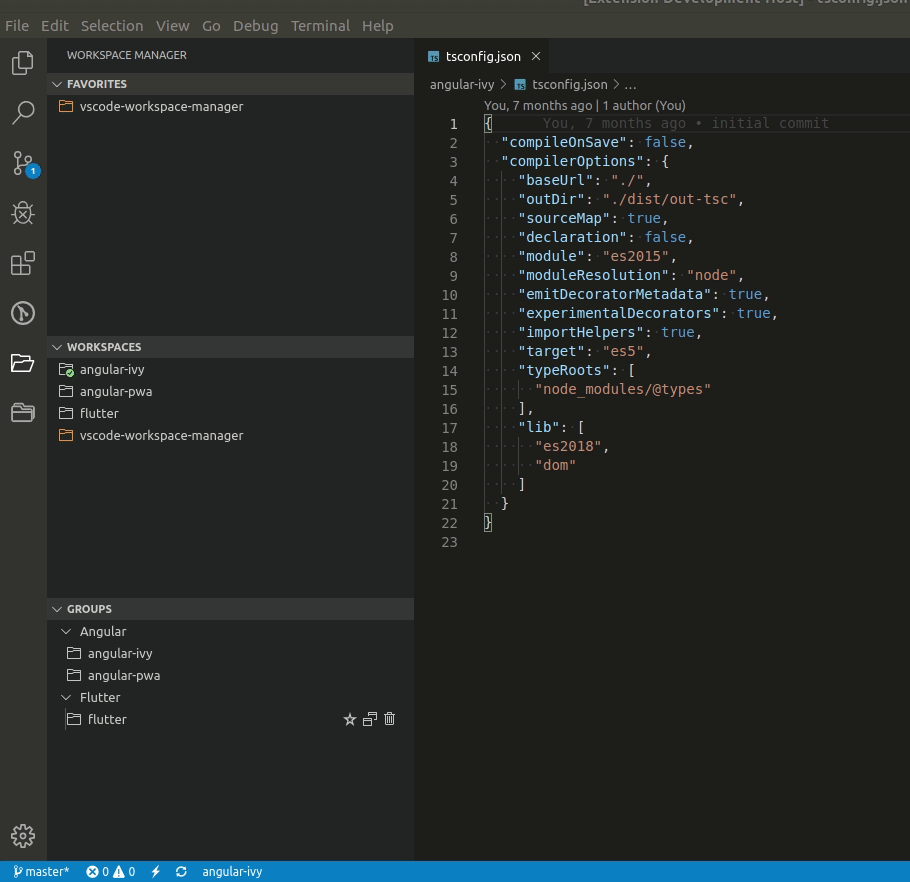 [Extension Development Host] - tsconfig.json
File Edit Selection View Go Debug Terminal Help
WORKSPACE MANAGER
FAVORITES
vscode-workspace-manager
1
WORKSPACES
angular-ivy
angular-pwa
flutter
vscode-workspace-manager
GROUPS
Angular
angular-ivy
angular-pwa
Flutter
flutter
TS tsconfig.json ×
angular-ivy > TS tsconfig.json > ...
You, 7 months ago | 1 author (You)
1 { You, 7 months ago • initial commit
2 "compileOnSave": false,
3 "compilerOptions": {
4 "baseUrl": "./",
5 "outDir": "./dist/out-tsc",
6 "sourceMap": true,
7 "declaration": false,
8 "module": "es2015",
9 "moduleResolution": "node",
10 "emitDecoratorMetadata": true,
11 "experimentalDecorators": true,
12 "importHelpers": true,
13 "target": "es5",
14 "typeRoots": [
15 "node_modules/@types"
16 ],
17 "lib": [
18 "es2018",
19 "dom"
20 ]
21 }
22 }
23
master* 0 0 angular-ivy